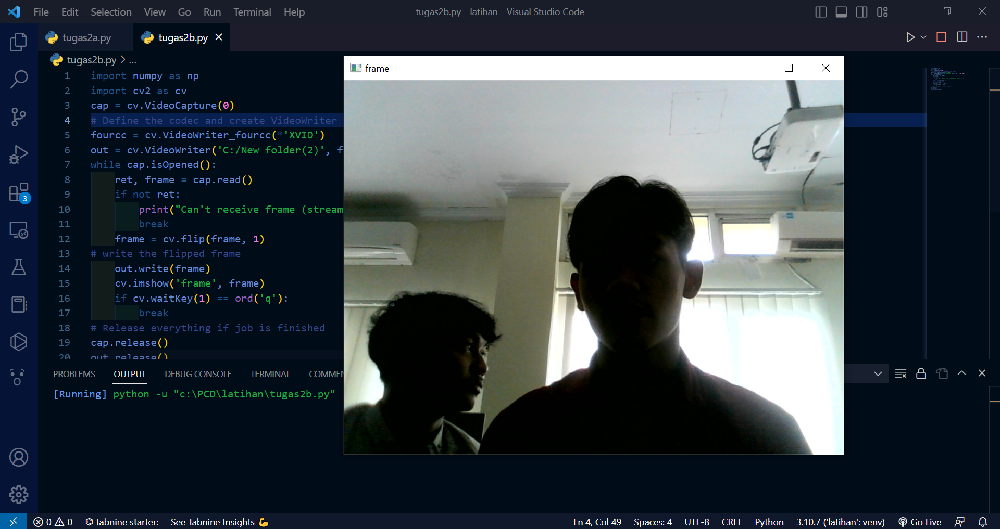 File Edit Selection View Go Run Terminal Help
tugas2b.py - latihan - Visual Studio Code
tugas2a.py
tugas2b.py
tugas2b.py > ...
frame
1 import numpy as np
2 import cv2 as cv
3 cap = cv.VideoCapture(0)
4 # Define the codec and create VideoWriter
5 fourcc = cv.VideoWriter_fourcc(*'XVID')
6 out = cv.VideoWriter('C:/New folder(2)', f
7 while cap.isOpened():
8 ret, frame = cap.read()
9 if not ret:
10 print("Can't receive frame (stream
11 break
12 frame = cv.flip(frame, 1)
13 # write the flipped frame
14 out.write(frame)
15 cv.imshow('frame', frame)
16 if cv.waitKey(1) == ord('q'):
17 break
18 # Release everything if job is finished
19 cap.release()
20 out.release()
3
PROBLEMS OUTPUT DEBUG CONSOLE TERMINAL COMMEN
[Running] python -u "c:\PCD\latihan\tugas2b.py"
0 0 tabnine starter: See Tabnine Insights Ln 4, Col 49 Spaces: 4 UTF-8 CRLF Python 3.10.7 ('latihan': venv) Go Live